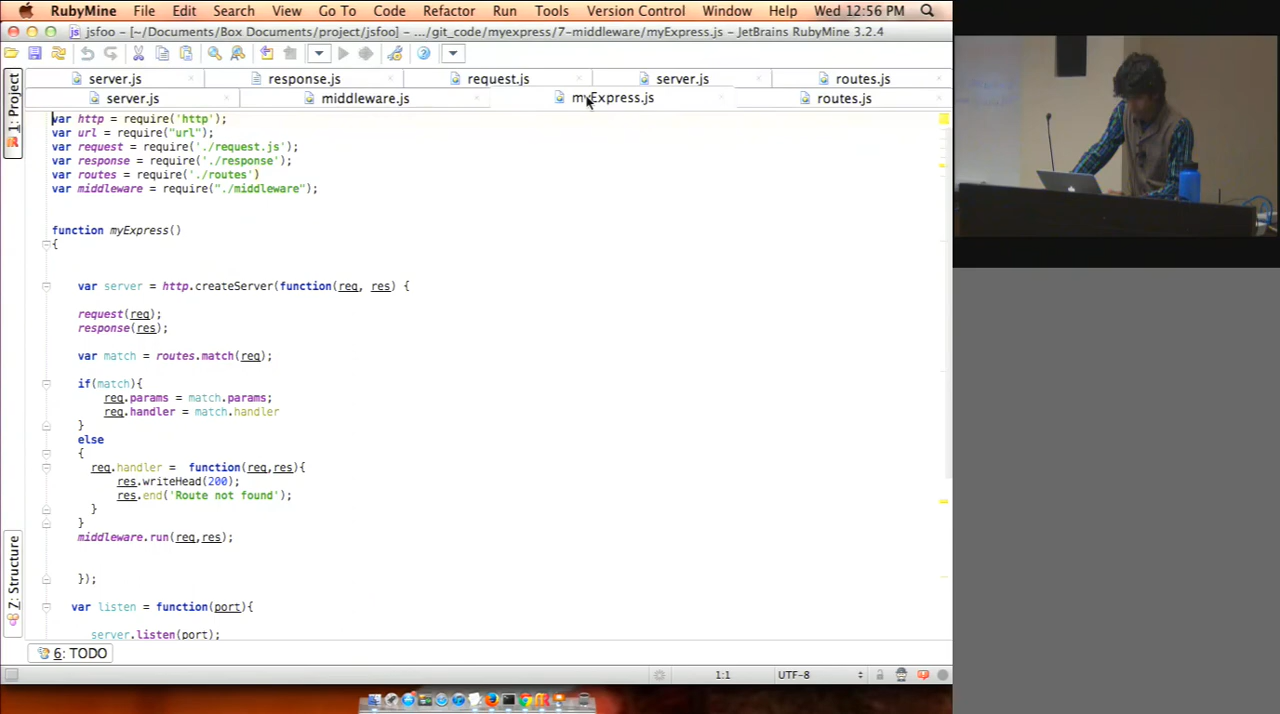 RubyMine File Edit Search View Go To Code Refactor Run Tools Version Control Window Help Wed 12:56 PM
jsfoo - [~/Documents/Box Documents/project/jsfoo] - .../git_code/myexpress/7-middleware/myExpress.js - JetBrains RubyMine 3.2.4
server.js response.js request.js server.js routes.js
server.js middleware.js myExpress.js routes.js
1: Project
7: Structure
var http = require('http');
var url = require("url");
var request = require('./request.js');
var response = require('./response');
var routes = require('./routes')
var middleware = require("./middleware");
function myExpress()
{
var server = http.createServer(function(req, res) {
request(req);
response(res);
var match = routes.match(req);
if(match){
req.params = match.params;
req.handler = match.handler
}
else
{
req.handler = function(req,res){
res.writeHead(200);
res.end('Route not found');
}
}
middleware.run(req,res);
});
var listen = function(port){
server.listen(port);
6: TODO
1:1 UTF-8